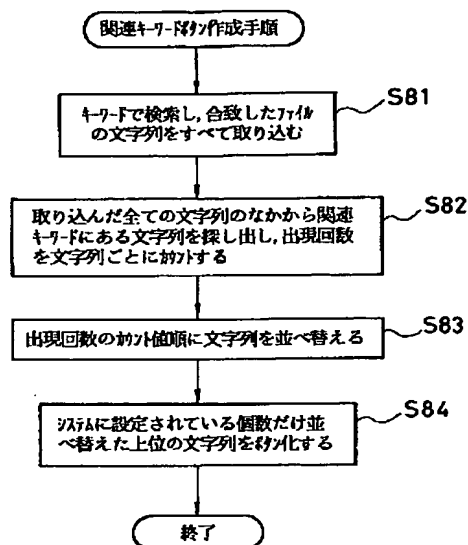 関連ｷｰﾜｰﾄﾞﾎﾞﾀﾝ作成手順
ｷｰﾜｰﾄﾞで検索し,合致したﾌｧｲﾙ
の文字列をすべて取り込む
S81
取り込んだ全ての文字列のなかから関連
ｷｰﾜｰﾄﾞにある文字列を探し出し,出現回数
を文字列ごとにｶｳﾝﾄする
S82
出現回数のｶｳﾝﾄ値順に文字列を並べ替える
S83
ｼｽﾃﾑに設定されている個数だけ並
べ替えた上位の文字列をﾎﾞﾀﾝ化する
S84
終了